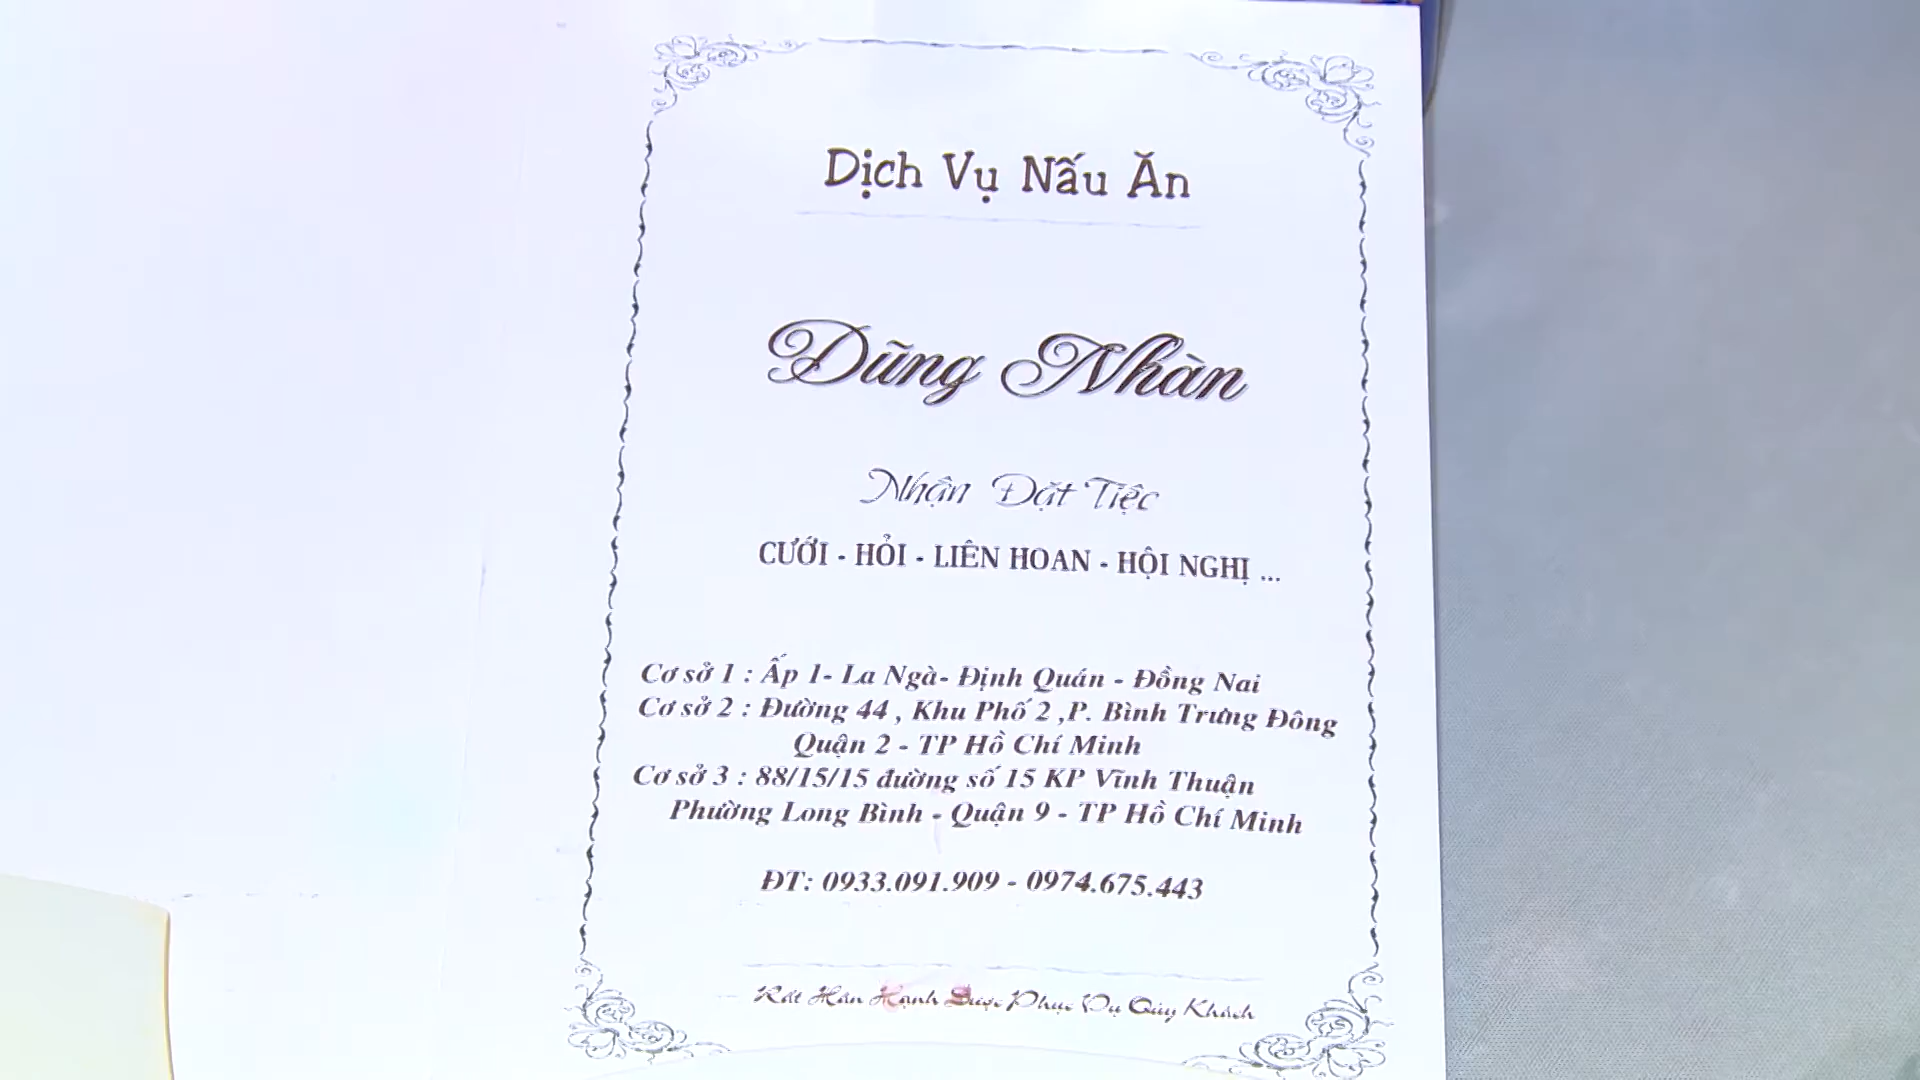 Dịch Vụ Nấu Ăn
Dũng Nhàn
Nhận Đặt Tiệc
CƯỚI - HỎI - LIÊN HOAN - HỘI NGHỊ ...
Cơ sở 1 : Ấp 1- La Ngà- Định Quán - Đồng Nai
Cơ sở 2 : Đường 44 , Khu Phố 2 ,P. Bình Trưng Đông
Quận 2 - TP Hồ Chí Minh
Cơ sở 3 : 88/15/15 đường số 15 KP Vĩnh Thuận
Phường Long Bình - Quận 9 - TP Hồ Chí Minh
ĐT: 0933.091.909 - 0974.675.443
Rất Hân Hạnh Được Phục Vụ Qúy Khách